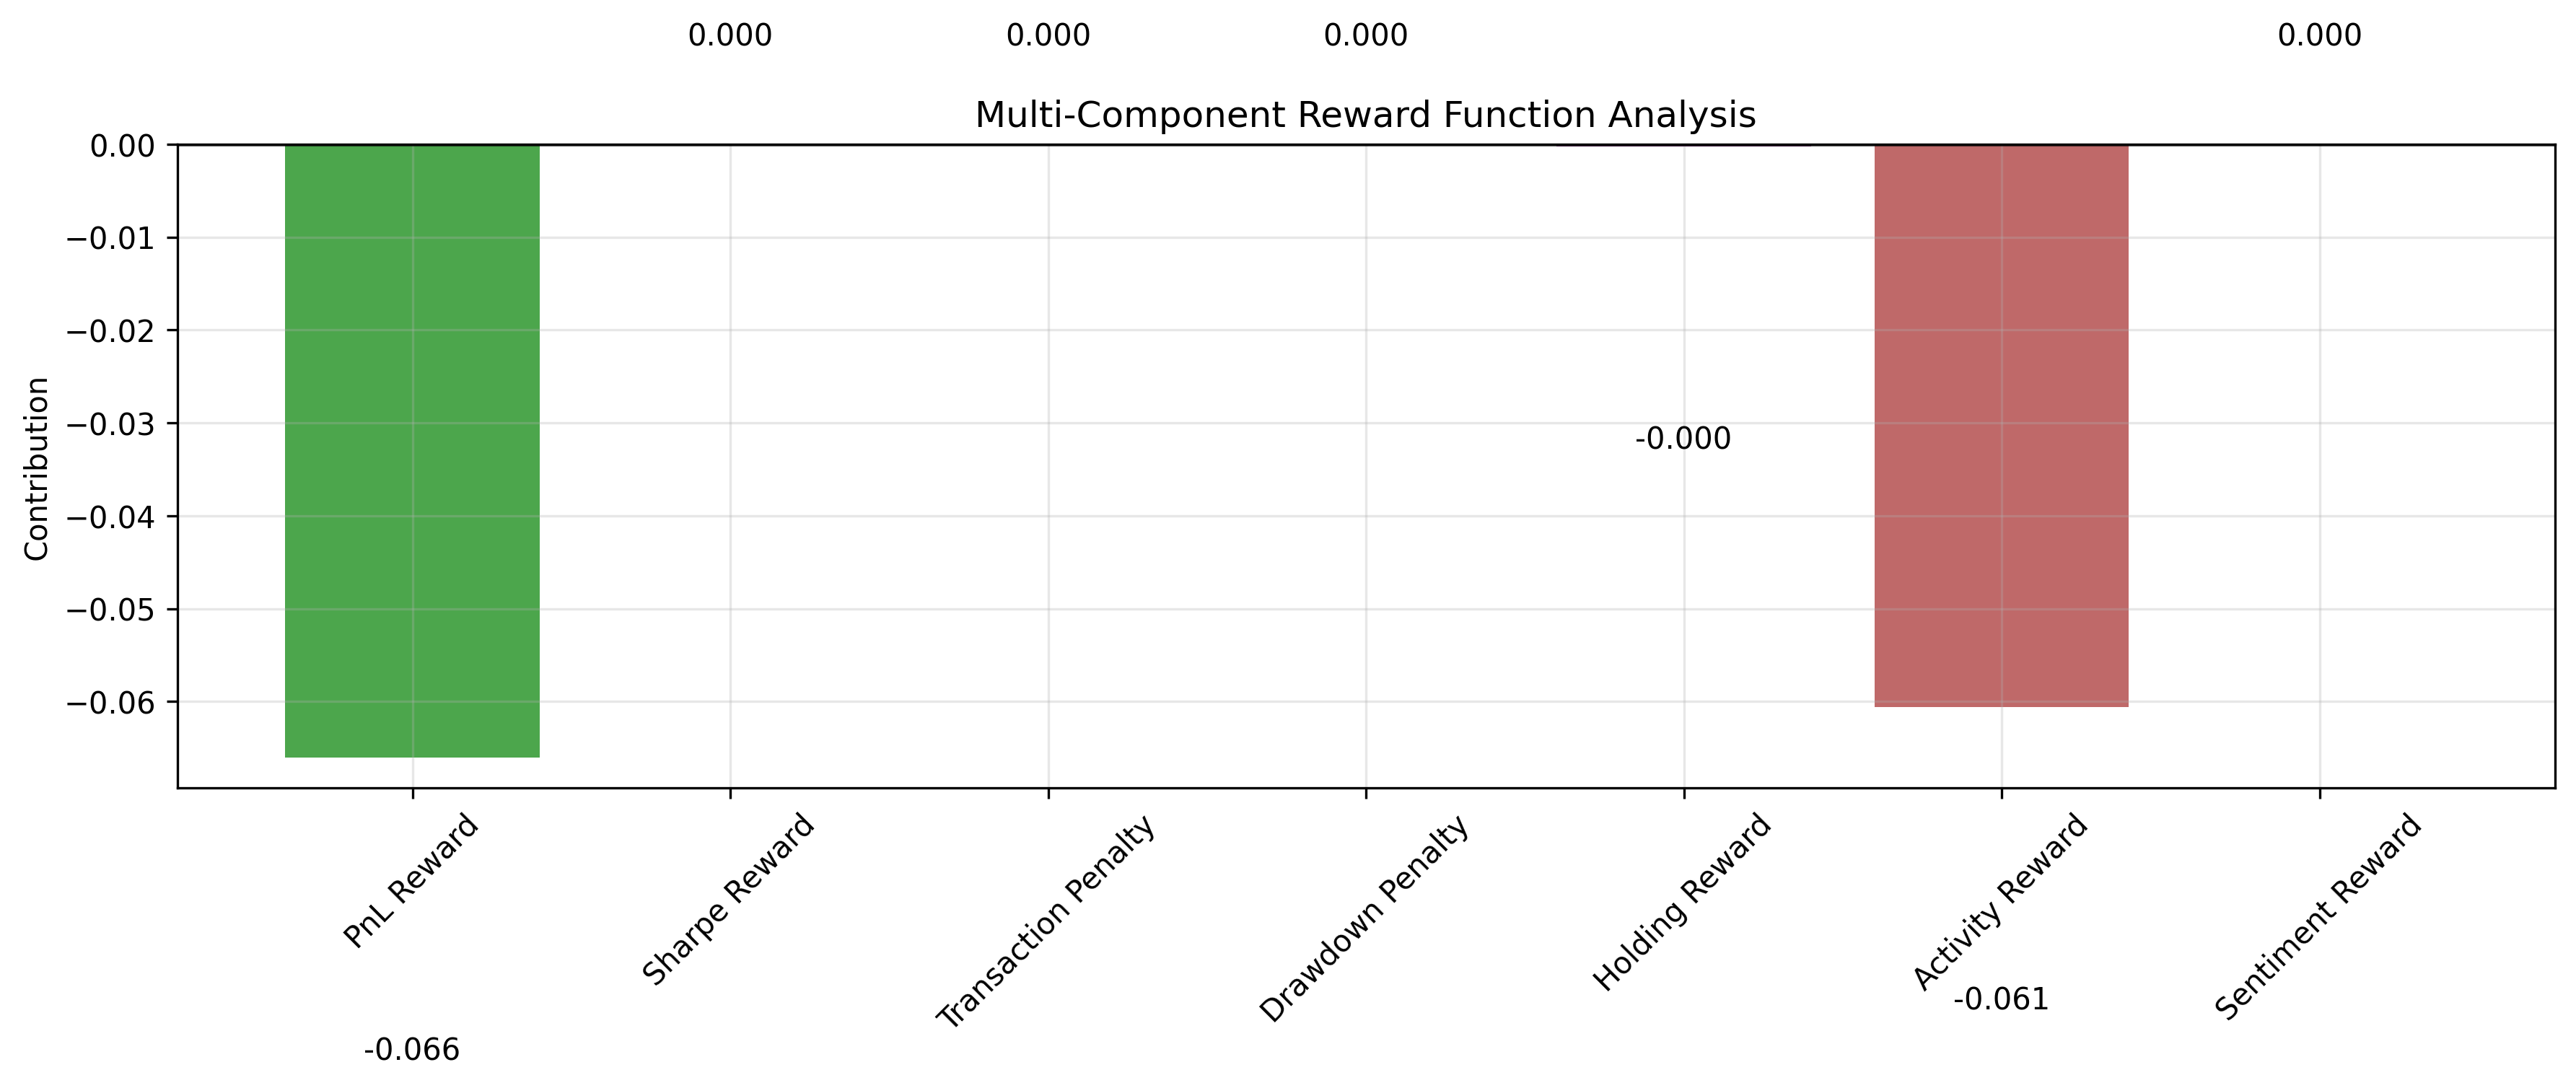 0.000 0.000 0.000 0.000
Multi-Component Reward Function Analysis
Contribution
0.00
−0.01
−0.02
−0.03
−0.04
−0.05
−0.06
-0.000
PnL Reward
Sharpe Reward
Transaction Penalty
Drawdown Penalty
Holding Reward
Activity Reward
Sentiment Reward
-0.061
-0.066